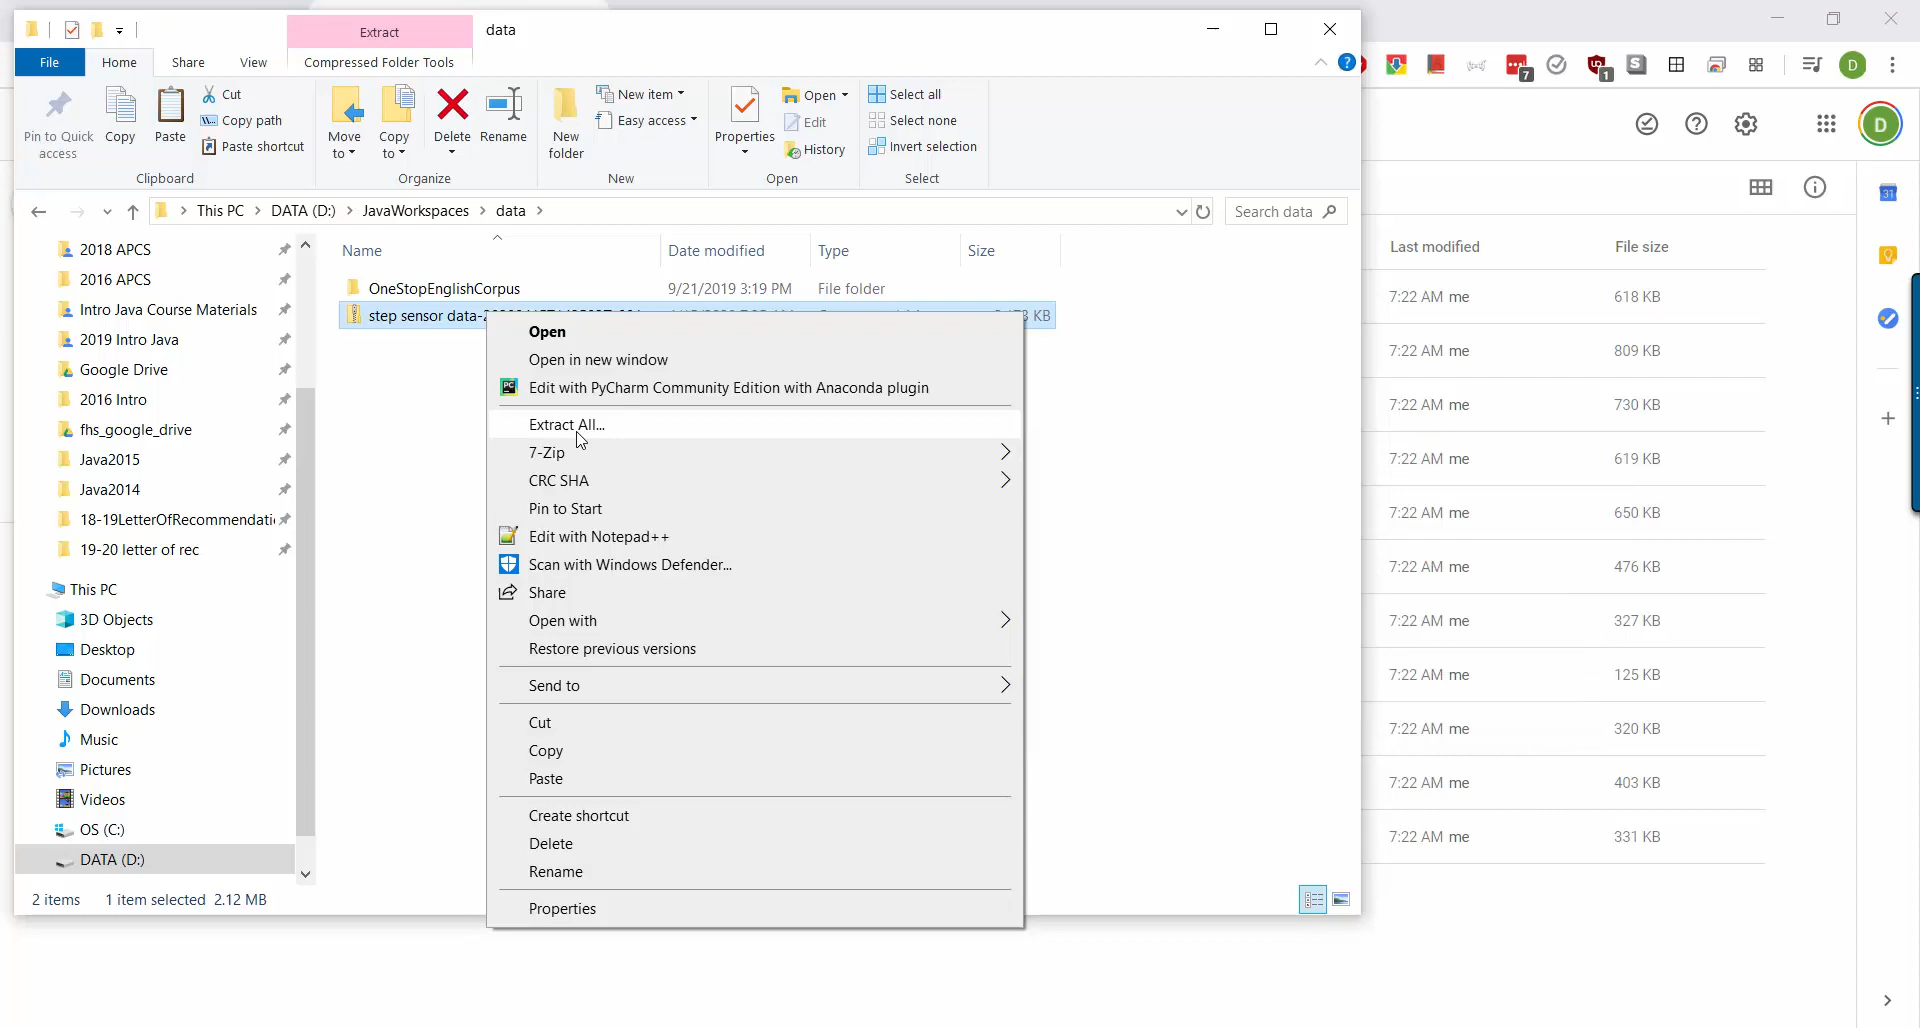 Extract
data
File
Home
Share
View
Compressed Folder Tools
Pin to Quick access
Copy
Paste
Cut
Copy path
Paste shortcut
Clipboard
Move to
Copy to
Delete
Rename
Organize
New folder
New item
Easy access
New
Properties
Open
Edit
History
Open
Select all
Select none
Invert selection
Select
7
1
D
D
31
This PC
DATA (D:)
JavaWorkspaces
data
Search data
2018 APCS
2016 APCS
Intro Java Course Materials
2019 Intro Java
Google Drive
2016 Intro
fhs_google_drive
Java2015
Java2014
18-19LetterOfRecommendati
19-20 letter of rec
This PC
3D Objects
Desktop
Documents
Downloads
Music
Pictures
Videos
OS (C:)
DATA (D:)
2 items 1 item selected 2.12 MB
Name Date modified Type Size
OneStopEnglishCorpus 9/21/2019 3:19 PM File folder
step sensor data- KB
Open
Open in new window
Edit with PyCharm Community Edition with Anaconda plugin
Extract All...
7-Zip
CRC SHA
Pin to Start
Edit with Notepad++
Scan with Windows Defender...
Share
Open with
Restore previous versions
Send to
Cut
Copy
Paste
Create shortcut
Delete
Rename
Properties
Last modified File size
7:22 AM me 618 KB
7:22 AM me 809 KB
7:22 AM me 730 KB
7:22 AM me 619 KB
7:22 AM me 650 KB
7:22 AM me 476 KB
7:22 AM me 327 KB
7:22 AM me 125 KB
7:22 AM me 320 KB
7:22 AM me 403 KB
7:22 AM me 331 KB